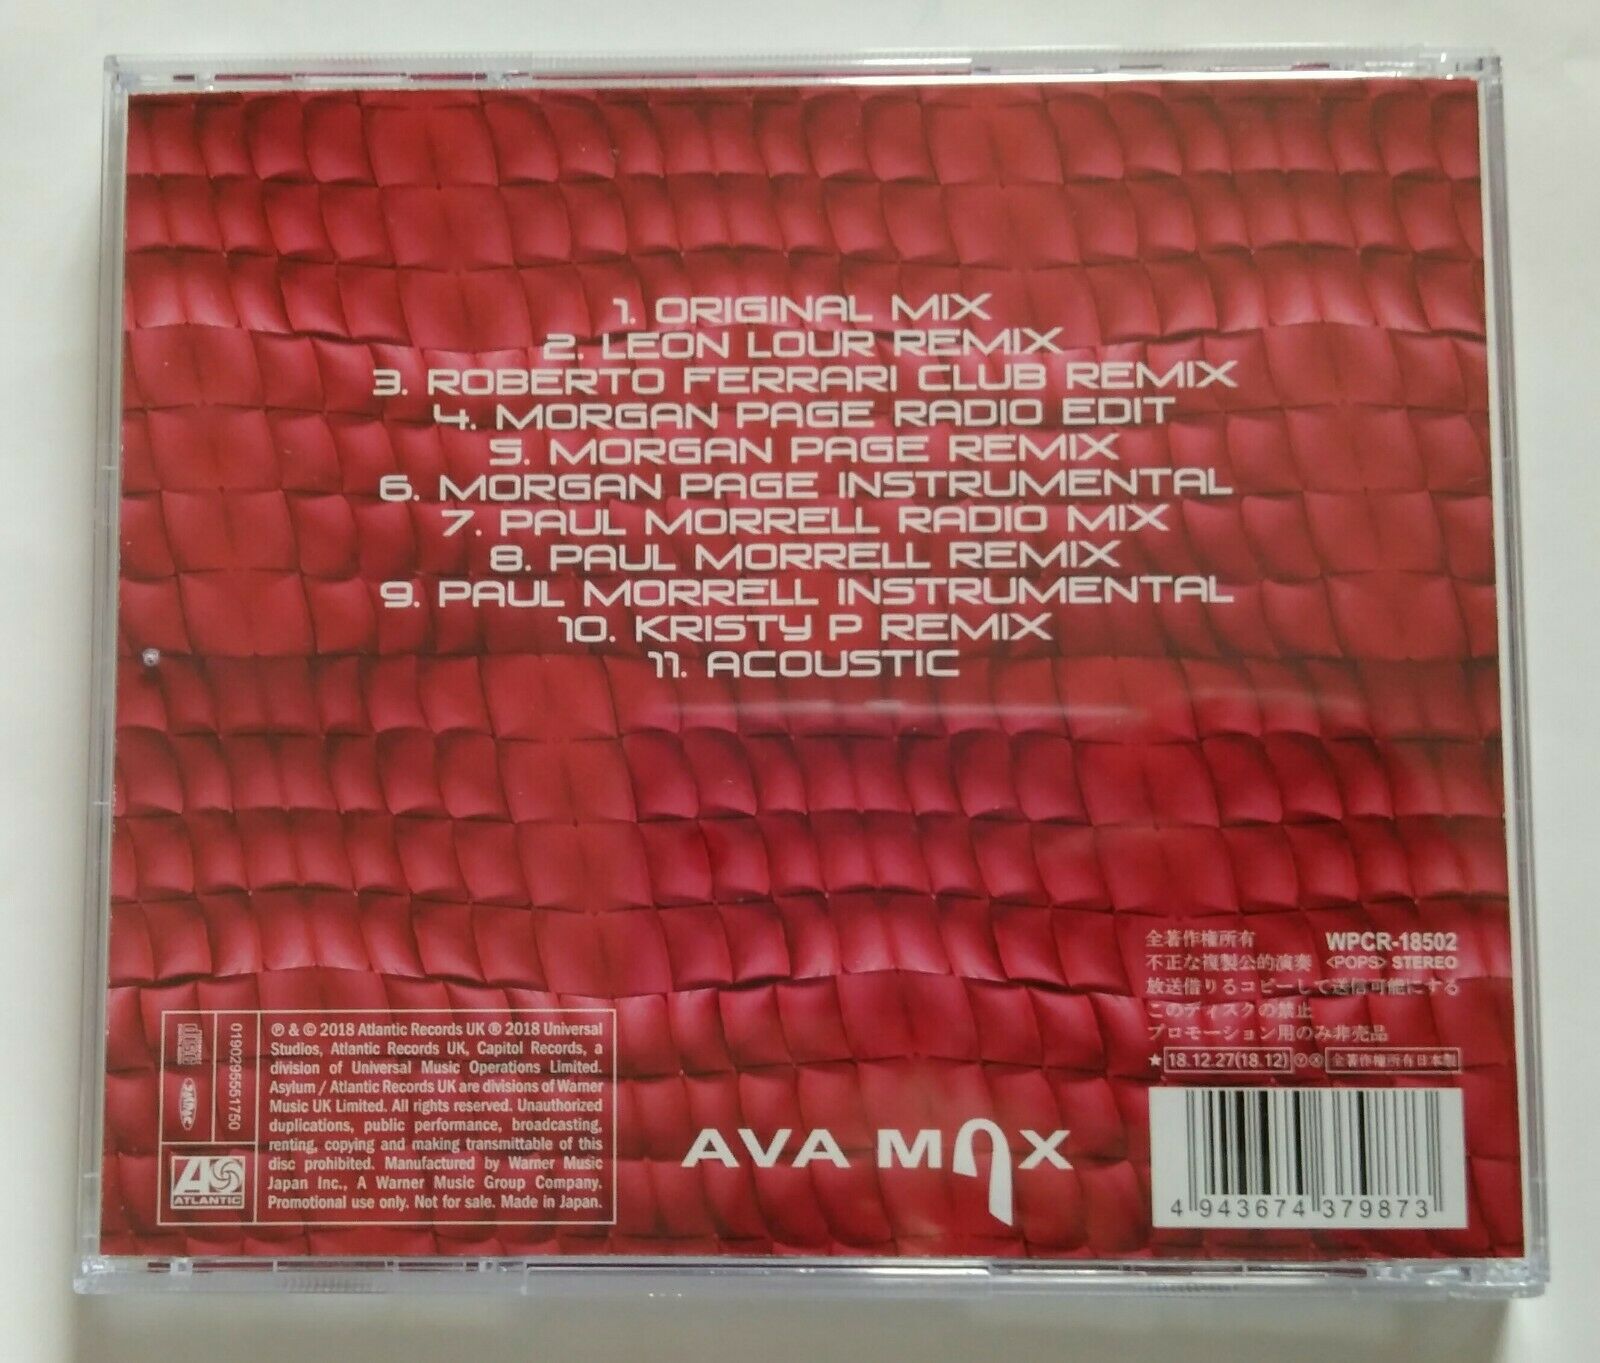 1. ORIGINAL MIX
2. LEON LOUR REMIX
3. ROBERTO FERRARI CLUB REMIX
4. MORGAN PAGE RADIO EDIT
5. MORGAN PAGE REMIX
6. MORGAN PAGE INSTRUMENTAL
7. PAUL MORRELL RADIO MIX
8. PAUL MORRELL REMIX
9. PAUL MORRELL INSTRUMENTAL
10. KRISTY P REMIX
11. ACOUSTIC
全著作権所有 WPCR-18502
不正な複製公的演奏 <POPS> STEREO
放送借りるコピーして送信可能にする
このディスクの禁止
プロモーション用のみ非売品
★ 18.12.27(18.12) Ⓨ Ⓧ 全著作権所有日本製
0190295551750
℗ & © 2018 Atlantic Records UK ® 2018 Universal
Studios, Atlantic Records UK, Capitol Records, a
division of Universal Music Operations Limited.
Asylum / Atlantic Records UK are divisions of Warner
Music UK Limited. All rights reserved. Unauthorized
duplications, public performance, broadcasting,
renting, copying and making transmittable of this
disc prohibited. Manufactured by Warner Music
Japan Inc., A Warner Music Group Company.
Promotional use only. Not for sale. Made in Japan.
ATLANTIC
AVA MAX
4 943674 379873